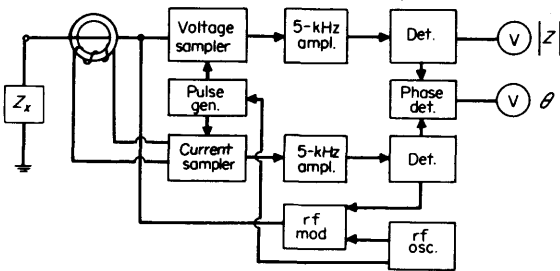 Voltage
sampler
5-kHz
ampl.
Det.
V
|Z|
Zx
Pulse
gen.
Phase
det.
V
θ
Current
sampler
5-kHz
ampl.
Det.
rf
mod
rf
osc.